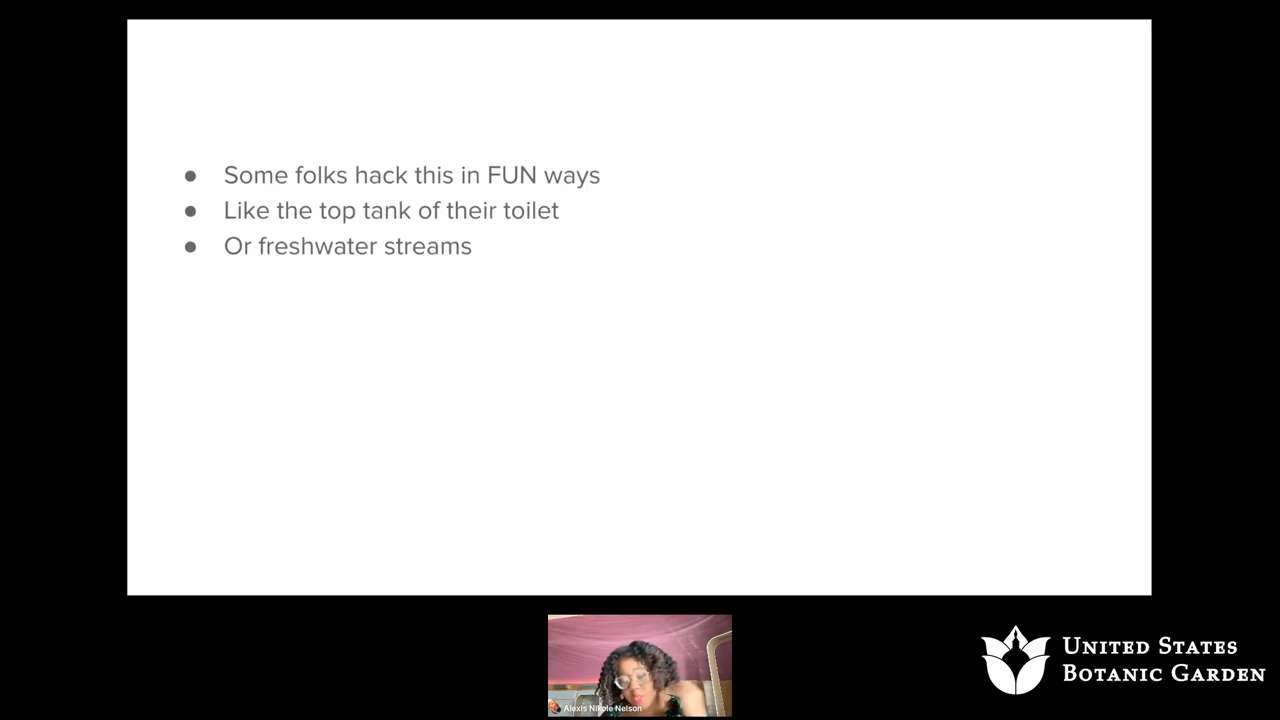 ● Some folks hack this in FUN ways
● Like the top tank of their toilet
● Or freshwater streams
Alexis Nikole Nelson
UNITED STATES
BOTANIC GARDEN